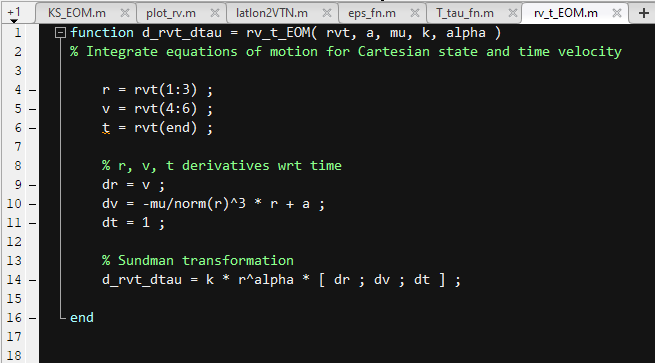 +1 KS_EOM.m × plot_rv.m × latlon2VTN.m × eps_fn.m × T_tau_fn.m × rv_t_EOM.m × +
1 function d_rvt_dtau = rv_t_EOM( rvt, a, mu, k, alpha )
2 % Integrate equations of motion for Cartesian state and time velocity
3
4 – r = rvt(1:3) ;
5 – v = rvt(4:6) ;
6 – t = rvt(end) ;
7
8 % r, v, t derivatives wrt time
9 – dr = v ;
10 – dv = -mu/norm(r)^3 * r + a ;
11 – dt = 1 ;
12
13 % Sundman transformation
14 – d_rvt_dtau = k * r^alpha * [ dr ; dv ; dt ] ;
15
16 – end
17
18